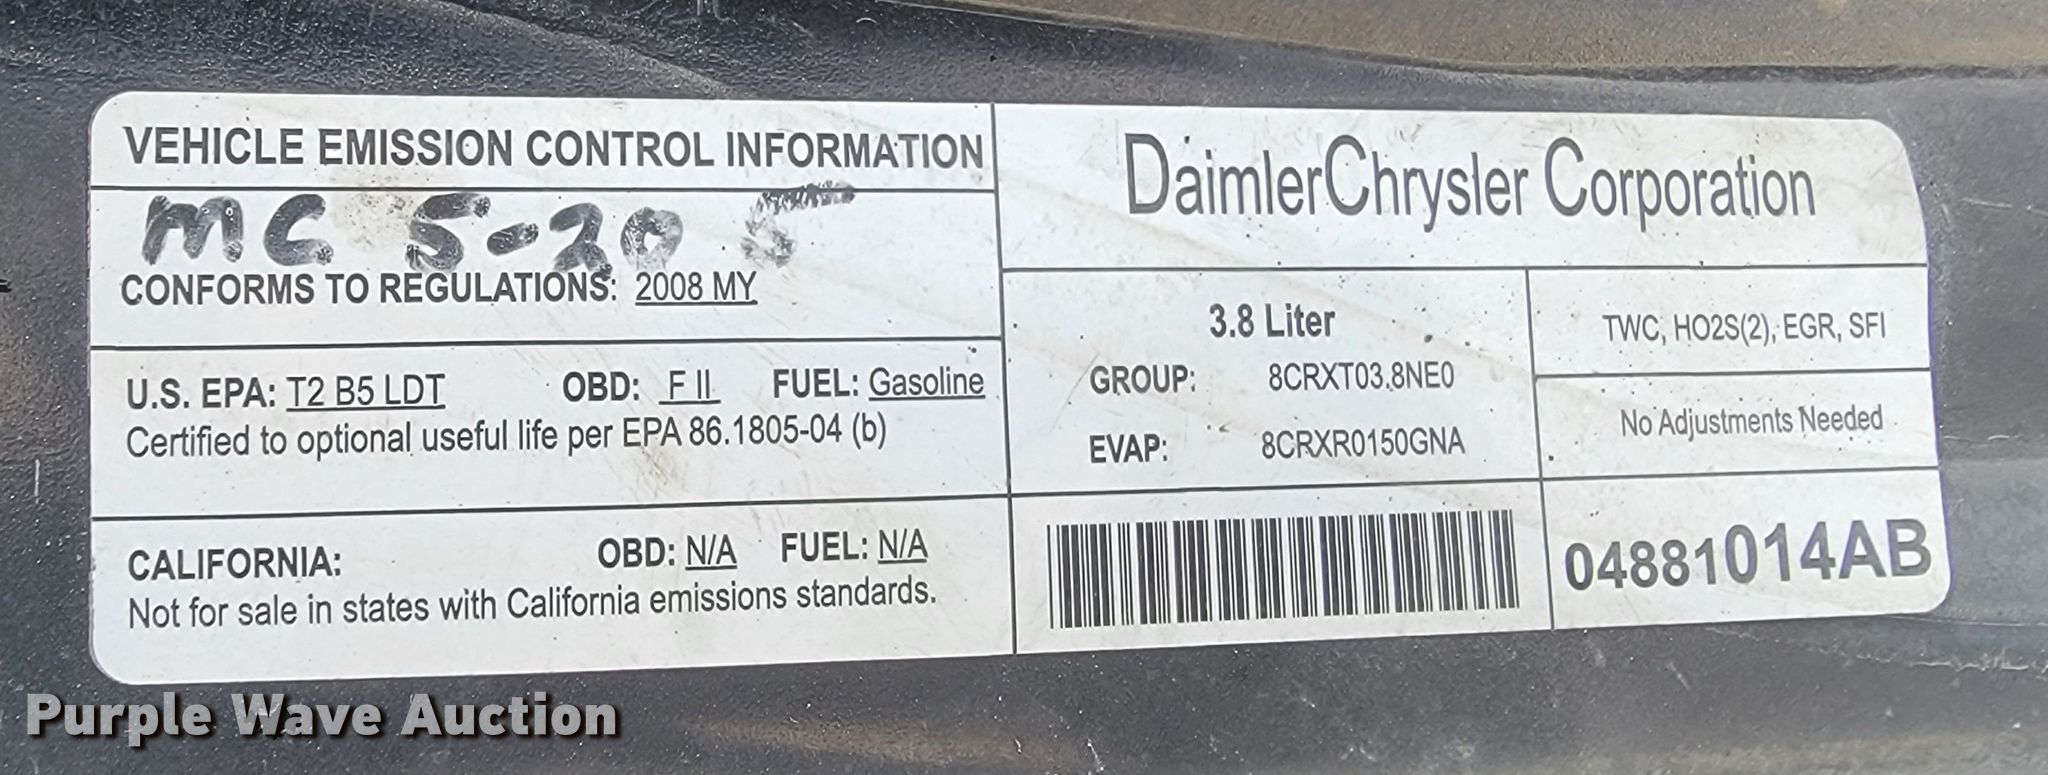 VEHICLE EMISSION CONTROL INFORMATION
MC 5-20 5
CONFORMS TO REGULATIONS: 2008 MY
U.S. EPA: T2 B5 LDT OBD: F II FUEL: Gasoline
Certified to optional useful life per EPA 86.1805-04 (b)
CALIFORNIA: OBD: N/A FUEL: N/A
Not for sale in states with California emissions standards.
DaimlerChrysler Corporation
3.8 Liter
GROUP: 8CRXT03.8NE0
EVAP: 8CRXR0150GNA
TWC, HO2S(2), EGR, SFI
No Adjustments Needed
04881014AB
Purple Wave Auction